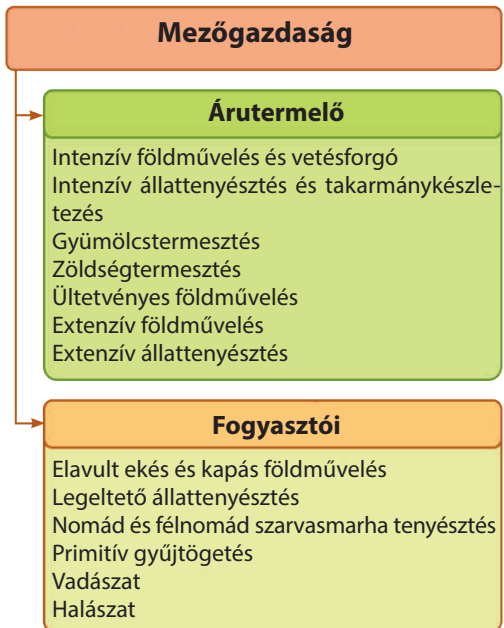 Mezőgazdaság
Árutermelő
Intenzív földművelés és vetésforgó
Intenzív állattenyésztés és takarmánykészle-
tezés
Gyümölcstermesztés
Zöldségtermesztés
Ültetvényes földművelés
Extenzív földművelés
Extenzív állattenyésztés
Fogyasztói
Elavult ekés és kapás földművelés
Legeltető állattenyésztés
Nomád és félnomád szarvasmarha tenyésztés
Primitív gyűjtögetés
Vadászat
Halászat